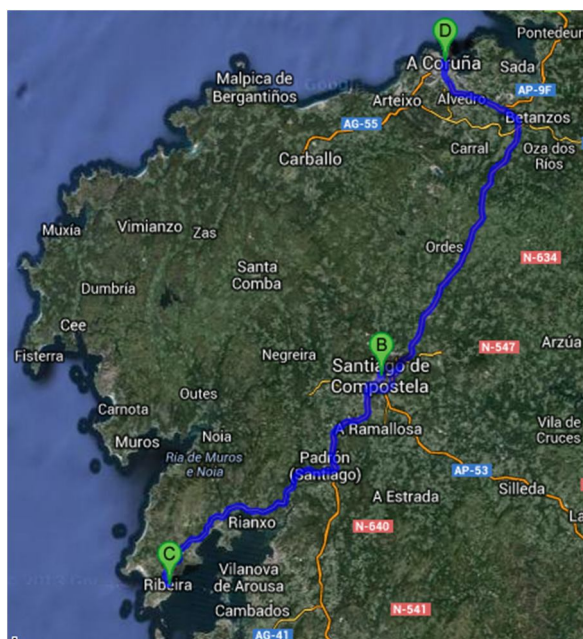 D
Pontedeur
A Coruña
Sada
Malpica de
Bergantiños
AP-9F
Arteixo
Alvedro
Betanzos
AG-55
Carral
Oza dos
Ríos
Carballo
Muxía
Vimianzo
Zas
Ordes
N-634
Santa
Comba
Dumbría
Cee
B
N-547
Arzúa
Fisterra
Negreira
Santiago de
Compostela
Outes
Carnota
Muros
Noia
A Ramallosa
Vila de
Cruces
Ría de Muros
e Noia
Padrón
(Santiago)
AP-53
Silleda
A Estrada
La
Rianxo
N-640
C
Ribeira
Vilanova
de Arousa
Cambados
N-541
AG-41